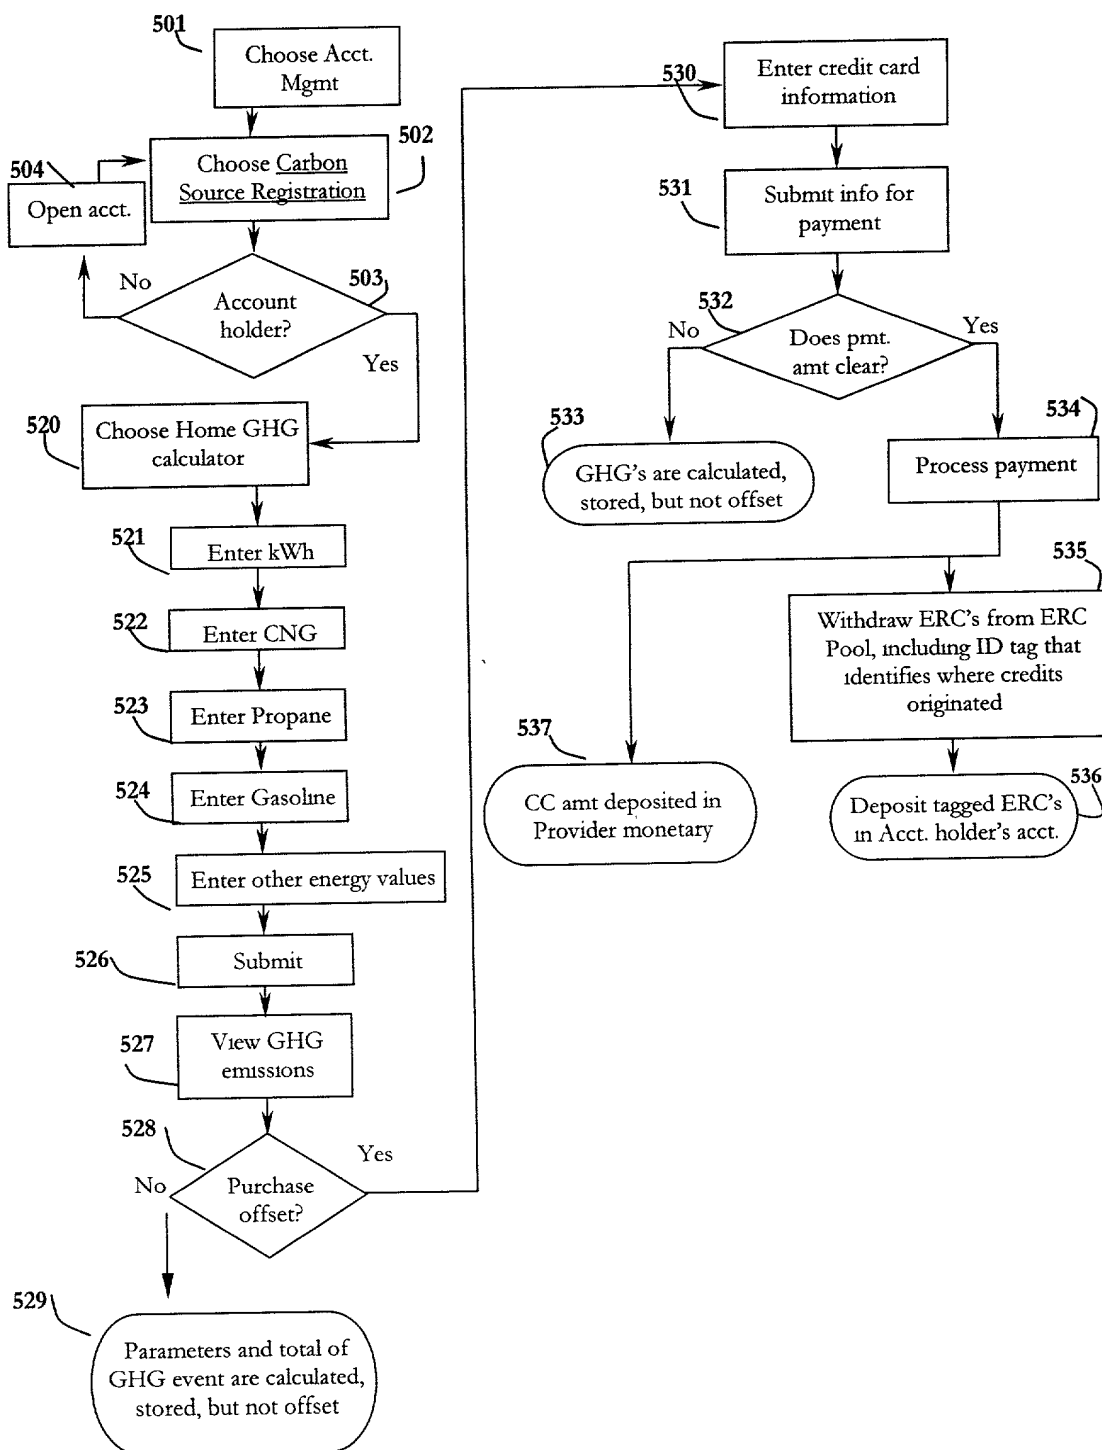 501
Choose Acct.
Mgmt
502
Choose Carbon
Source Registration
504
Open acct.
No
503
Account
holder?
Yes
520
Choose Home GHG
calculator
521
Enter kWh
522
Enter CNG
523
Enter Propane
524
Enter Gasoline
525
Enter other energy values
526
Submit
527
View GHG
emissions
528
Yes
No
Purchase
offset?
529
Parameters and total of
GHG event are calculated,
stored, but not offset
530
Enter credit card
information
531
Submit info for
payment
532
No
Yes
Does pmt.
amt clear?
533
GHG's are calculated,
stored, but not offset
534
Process payment
535
Withdraw ERC's from ERC
Pool, including ID tag that
identifies where credits
originated
537
CC amt deposited in
Provider monetary
536
Deposit tagged ERC's
in Acct. holder's acct.